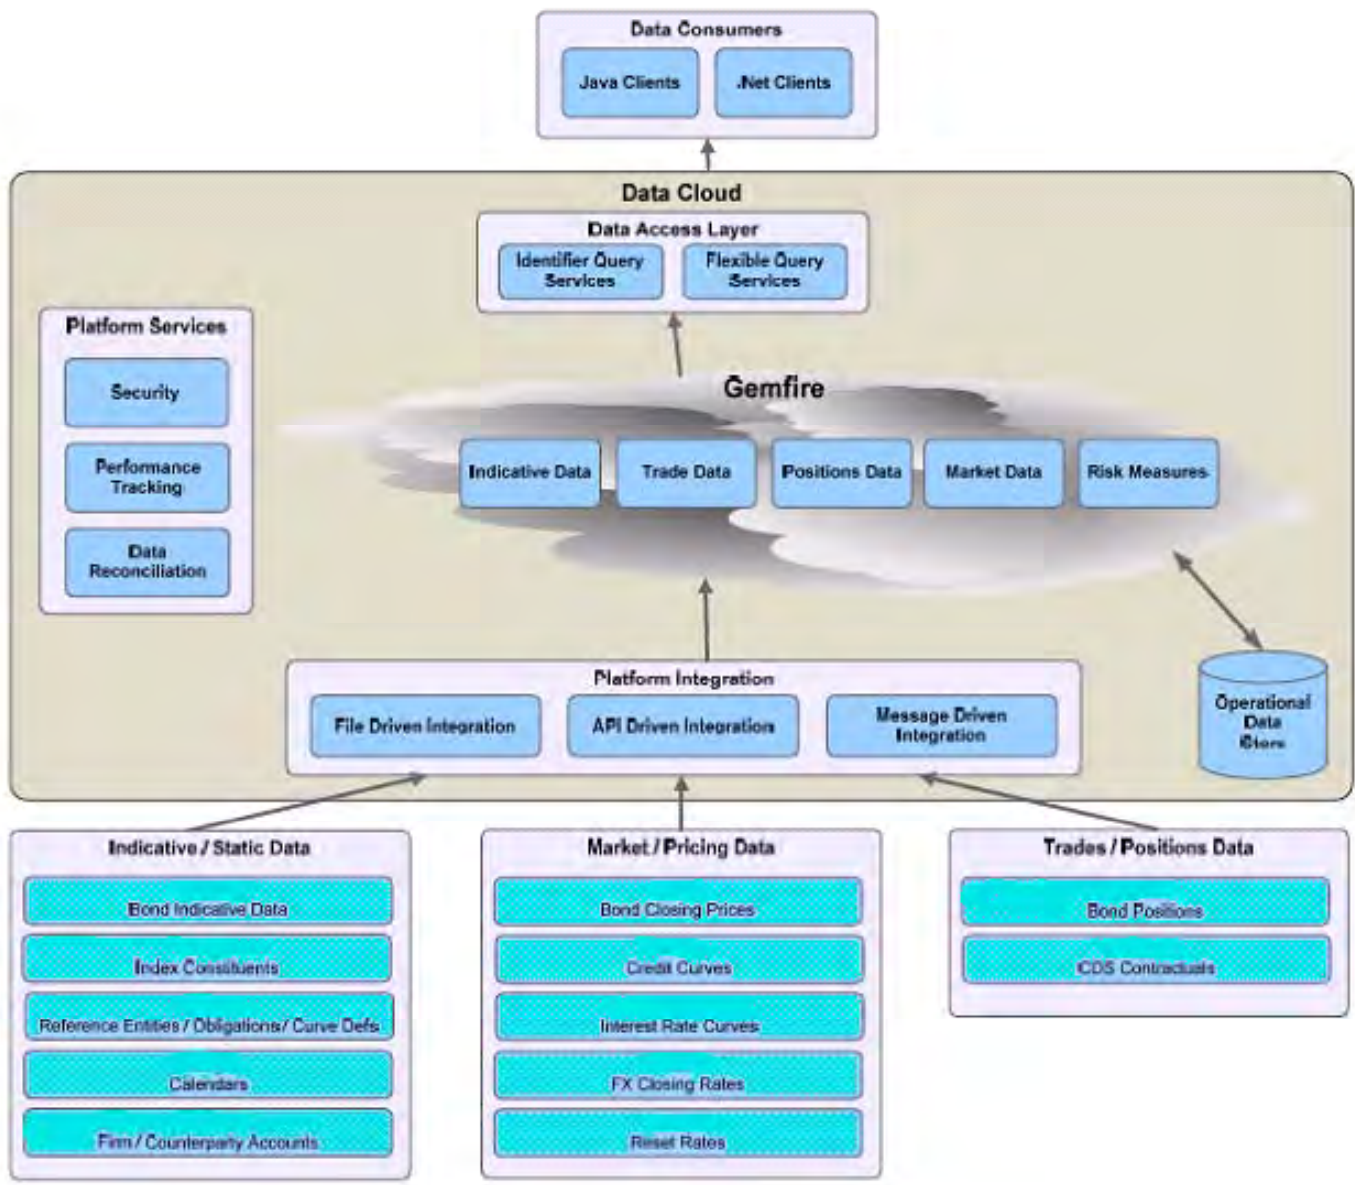 Data Consumers
Java Clients
.Net Clients
Data Cloud
Data Access Layer
Identifier Query
Services
Flexible Query
Services
Platform Services
Security
Performance
Tracking
Data
Reconciliation
Gemfire
Indicative Data
Trade Data
Positions Data
Market Data
Risk Measures
Platform Integration
File Driven Integration
API Driven Integration
Message Driven
Integration
Operational
Data
Store
Indicative / Static Data
Bond Indicative Data
Index Constituents
Reference Entities / Obligations / Curve Defs
Calendars
Firm / Counterparty Accounts
Market / Pricing Data
Bond Closing Prices
Credit Curves
Interest Rate Curves
FX Closing Rates
Reset Rates
Trades / Positions Data
Bond Positions
CDS Contractuals